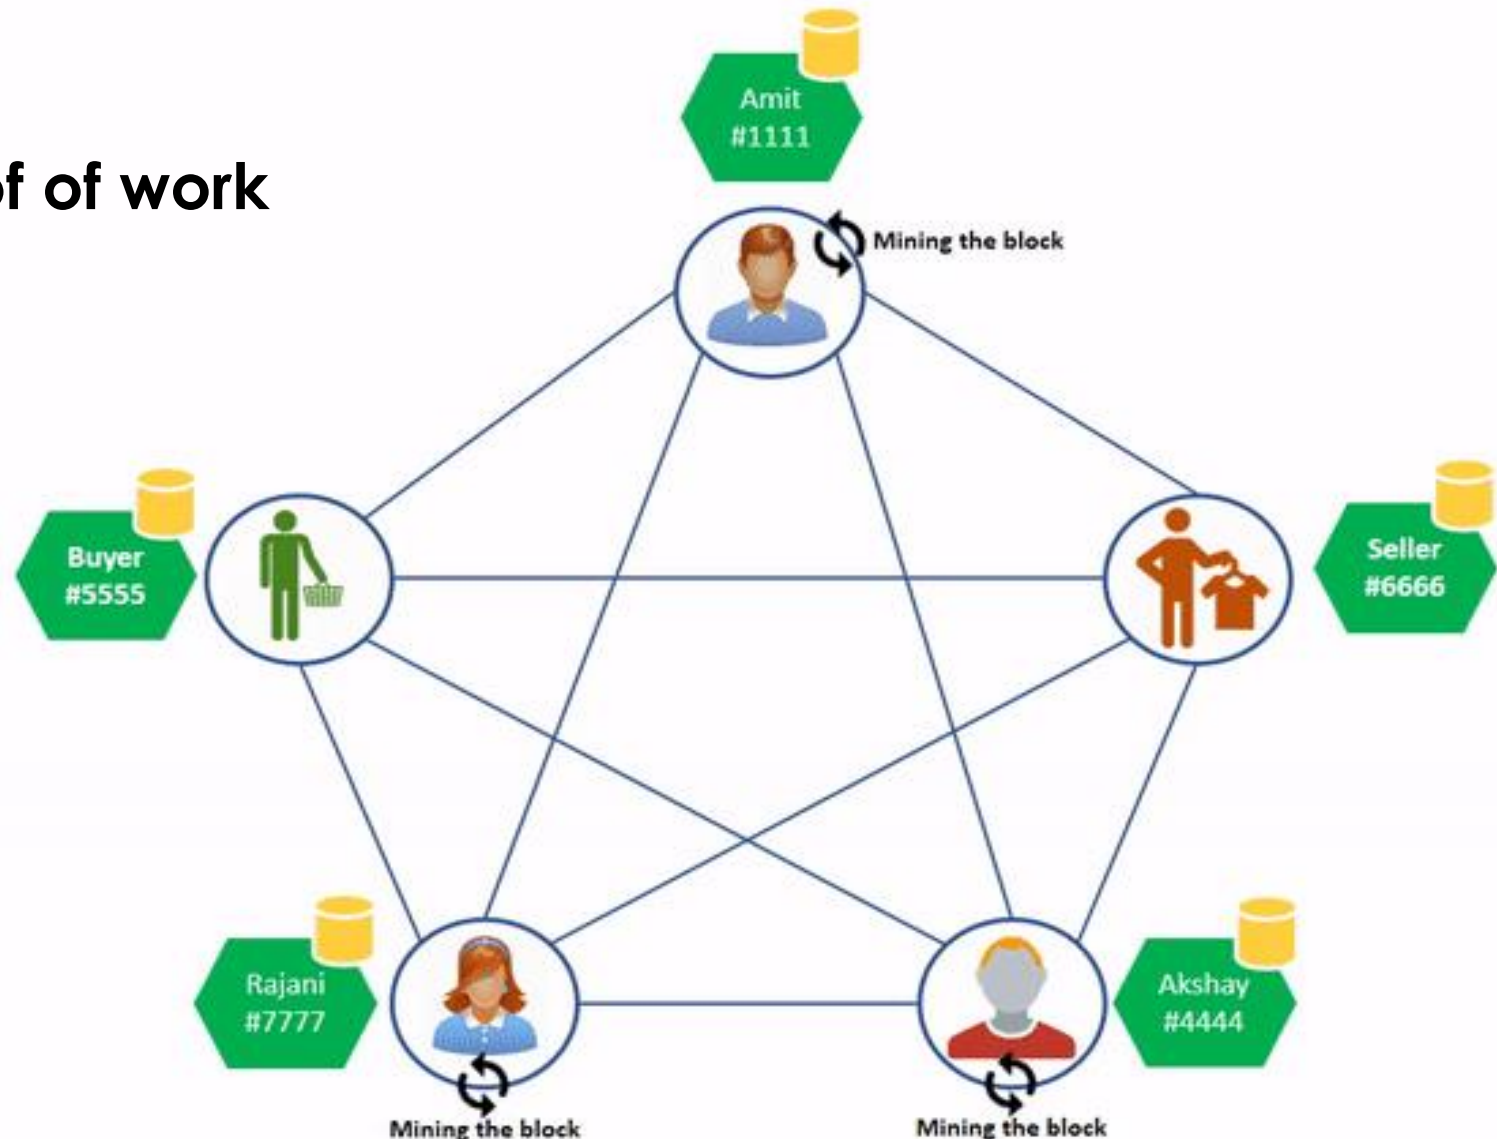 Amit
#1111
of of work
Mining the block
Buyer
#5555
Seller
#6666
Rajani
#7777
Akshay
#4444
Mining the block
Mining the block